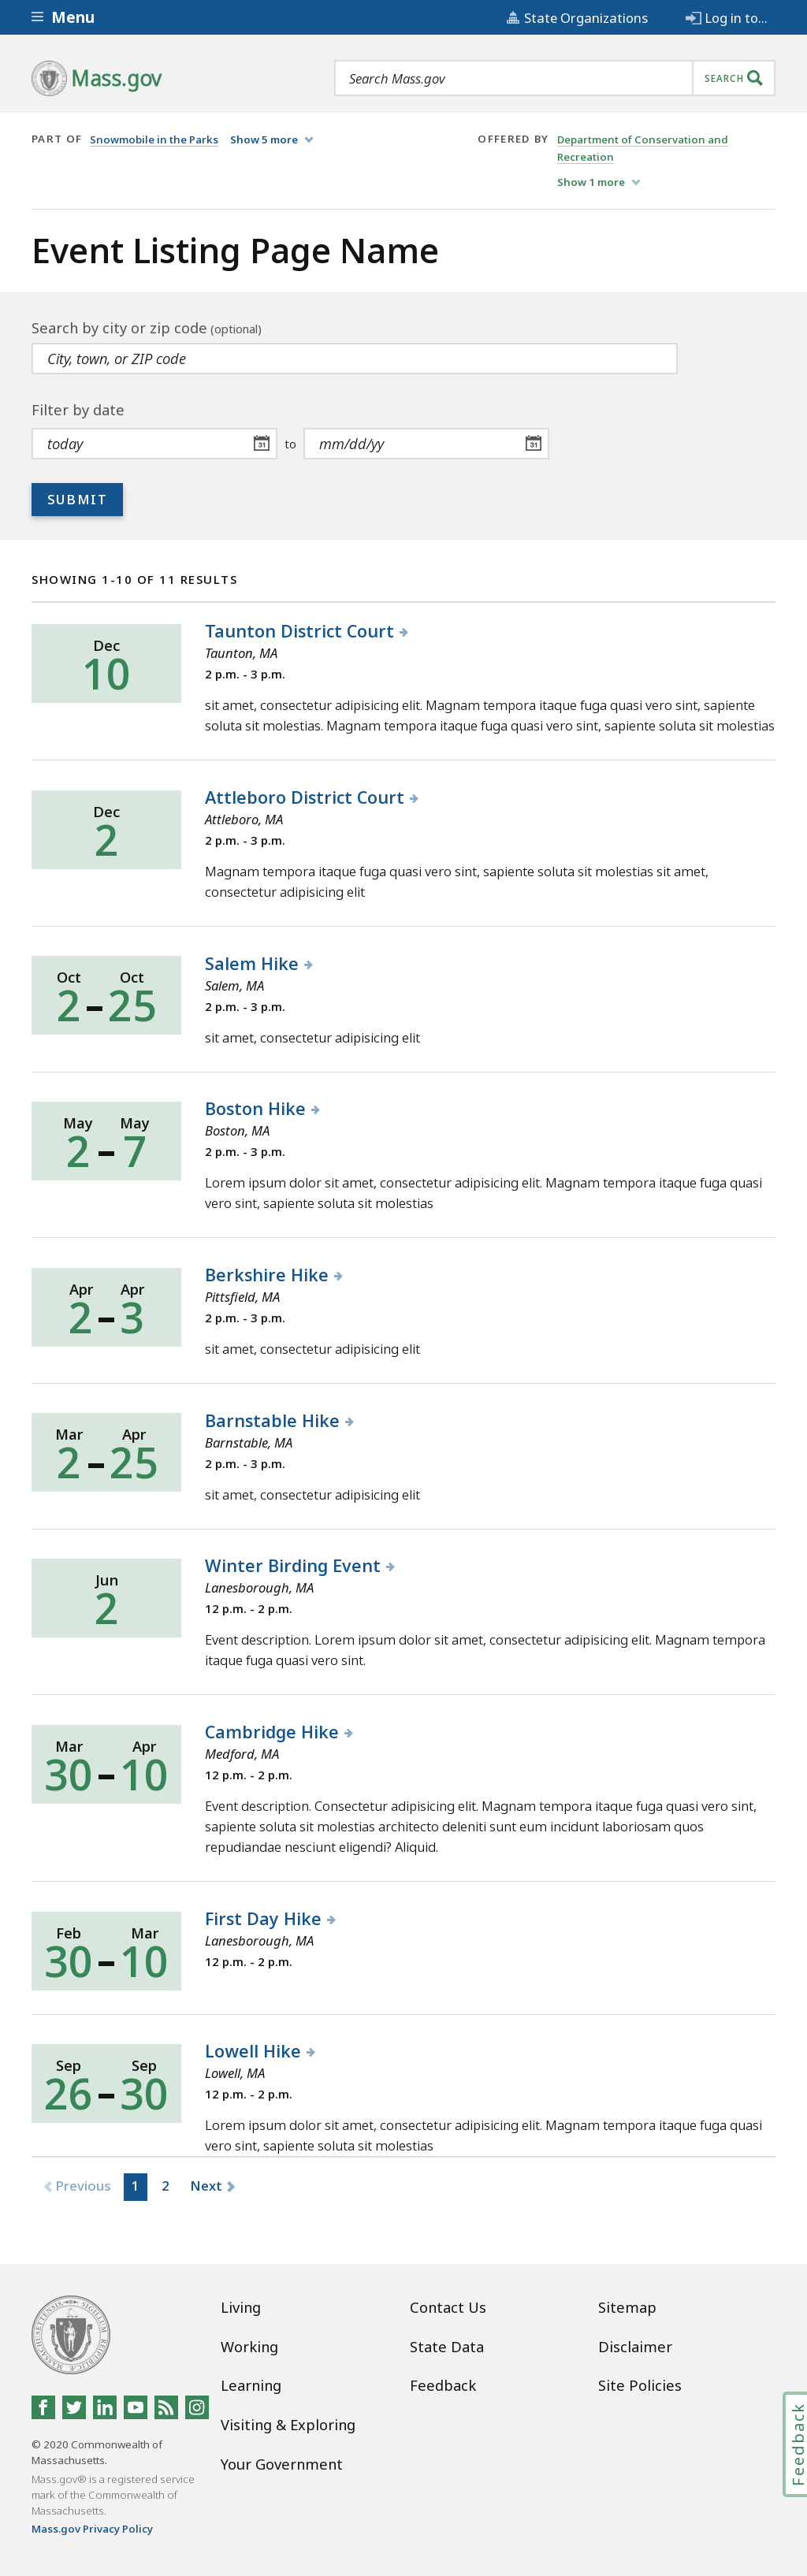 Menu
State Organizations
Log in to...
Mass.gov
Search Mass.gov
SEARCH
PART OF Snowmobile in the Parks Show 5 more
OFFERED BY Department of Conservation and
Recreation
Show 1 more
Event Listing Page Name
Search by city or zip code (optional)
City, town, or ZIP code
Filter by date
today
31
to
mm/dd/yy
31
SUBMIT
SHOWING 1-10 OF 11 RESULTS
Dec
10
Taunton District Court
Taunton, MA
2 p.m. - 3 p.m.
sit amet, consectetur adipisicing elit. Magnam tempora itaque fuga quasi vero sint, sapiente
soluta sit molestias. Magnam tempora itaque fuga quasi vero sint, sapiente soluta sit molestias
Dec
2
Attleboro District Court
Attleboro, MA
2 p.m. - 3 p.m.
Magnam tempora itaque fuga quasi vero sint, sapiente soluta sit molestias sit amet,
consectetur adipisicing elit
Oct Oct
2 - 25
Salem Hike
Salem, MA
2 p.m. - 3 p.m.
sit amet, consectetur adipisicing elit
May May
2 - 7
Boston Hike
Boston, MA
2 p.m. - 3 p.m.
Lorem ipsum dolor sit amet, consectetur adipisicing elit. Magnam tempora itaque fuga quasi
vero sint, sapiente soluta sit molestias
Apr Apr
2 - 3
Berkshire Hike
Pittsfield, MA
2 p.m. - 3 p.m.
sit amet, consectetur adipisicing elit
Mar Apr
2 - 25
Barnstable Hike
Barnstable, MA
2 p.m. - 3 p.m.
sit amet, consectetur adipisicing elit
Jun
2
Winter Birding Event
Lanesborough, MA
12 p.m. - 2 p.m.
Event description. Lorem ipsum dolor sit amet, consectetur adipisicing elit. Magnam tempora
itaque fuga quasi vero sint.
Mar Apr
30 - 10
Cambridge Hike
Medford, MA
12 p.m. - 2 p.m.
Event description. Consectetur adipisicing elit. Magnam tempora itaque fuga quasi vero sint,
sapiente soluta sit molestias architecto deleniti sunt eum incidunt laboriosam quos
repudiandae nesciunt eligendi? Aliquid.
Feb Mar
30 - 10
First Day Hike
Lanesborough, MA
12 p.m. - 2 p.m.
Sep Sep
26 - 30
Lowell Hike
Lowell, MA
12 p.m. - 2 p.m.
Lorem ipsum dolor sit amet, consectetur adipisicing elit. Magnam tempora itaque fuga quasi
vero sint, sapiente soluta sit molestias
Previous 1 2 Next
Living
Working
Learning
Visiting & Exploring
Your Government
Contact Us
State Data
Feedback
Sitemap
Disclaimer
Site Policies
© 2020 Commonwealth of
Massachusetts.
Mass.gov® is a registered service
mark of the Commonwealth of
Massachusetts.
Mass.gov Privacy Policy
Feedback